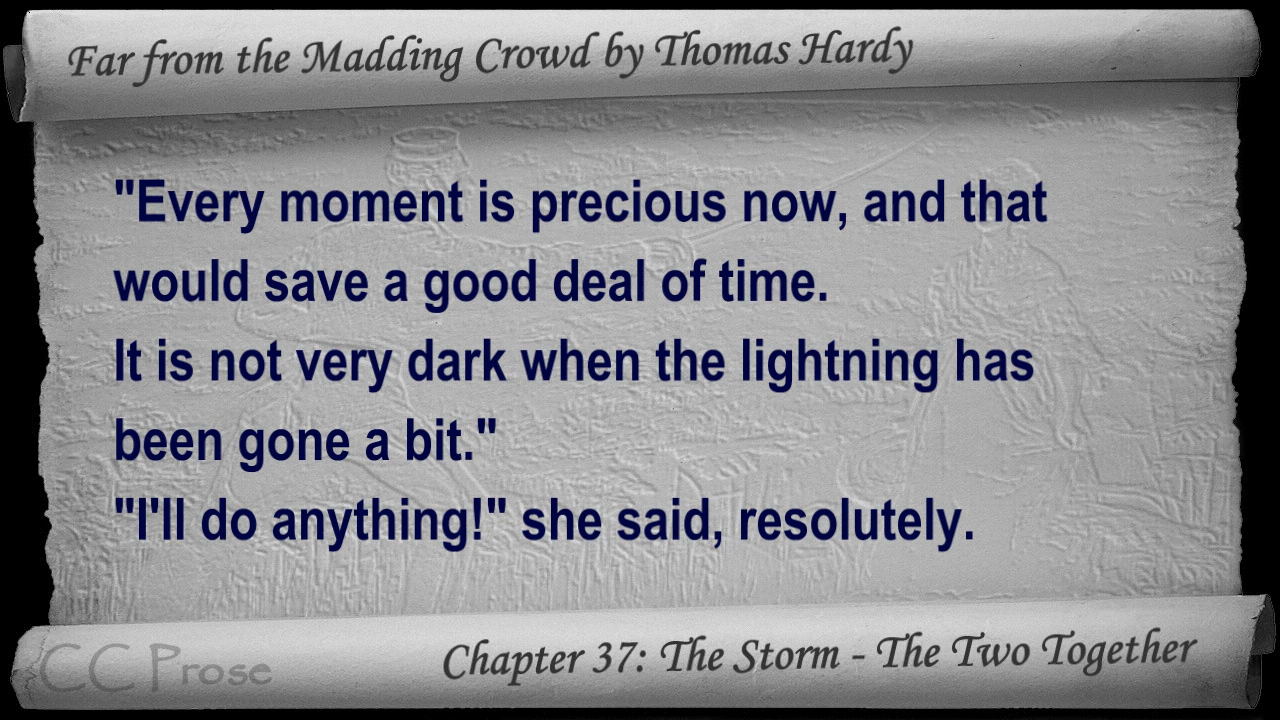 Far from the Madding Crowd by Thomas Hardy
"Every moment is precious now, and that
would save a good deal of time.
It is not very dark when the lightning has
been gone a bit."
"I'll do anything!" she said, resolutely.
CC Prose
Chapter 37: The Storm - The Two Together